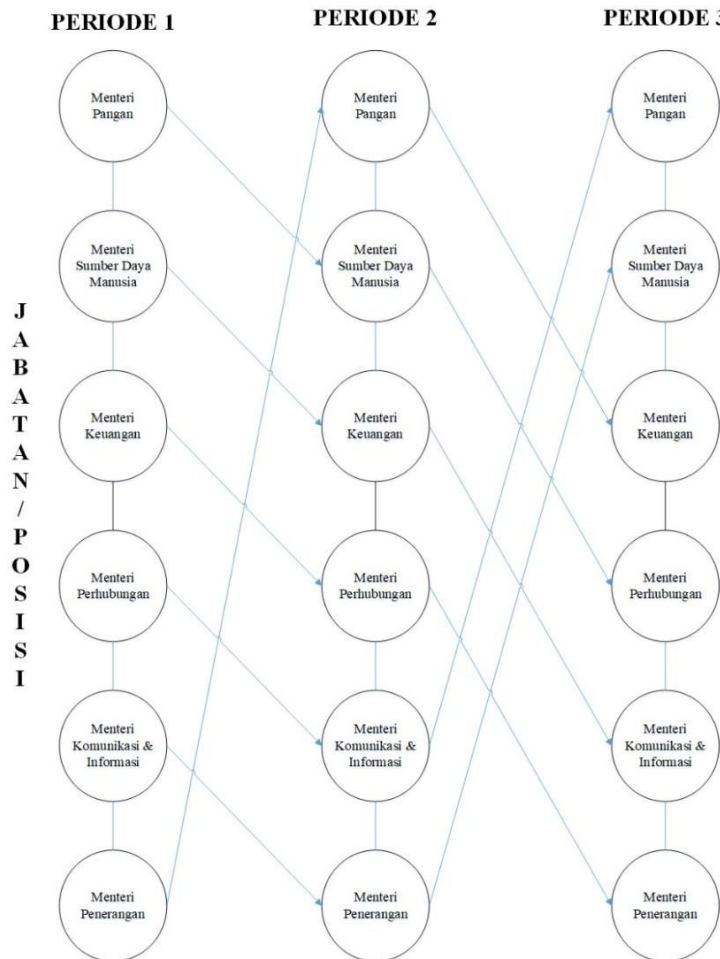 PERIODE 1
PERIODE 2
PERIODE 3
JABATAN/POSISI
Menteri
Pangan
Menteri
Sumber Daya
Manusia
Menteri
Keuangan
Menteri
Perhubungan
Menteri
Komunikasi &
Informasi
Menteri
Penerangan
Menteri
Pangan
Menteri
Sumber Daya
Manusia
Menteri
Keuangan
Menteri
Perhubungan
Menteri
Komunikasi &
Informasi
Menteri
Penerangan
Menteri
Pangan
Menteri
Sumber Daya
Manusia
Menteri
Keuangan
Menteri
Perhubungan
Menteri
Komunikasi &
Informasi
Menteri
Penerangan